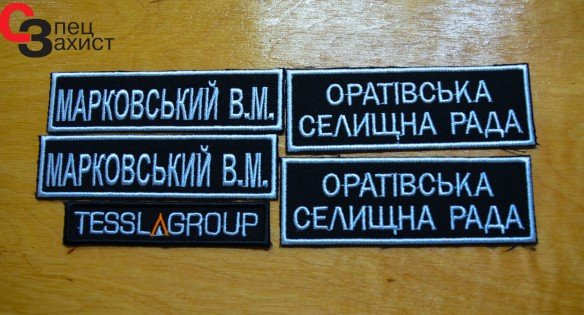 Спец
Захист
МАРКОВСЬКИЙ В.М.
МАРКОВСЬКИЙ В.М.
TESSLAGROUP
ОРАТІВСЬКА
СЕЛИЩНА РАДА
ОРАТІВСЬКА
СЕЛИЩНА РАДА